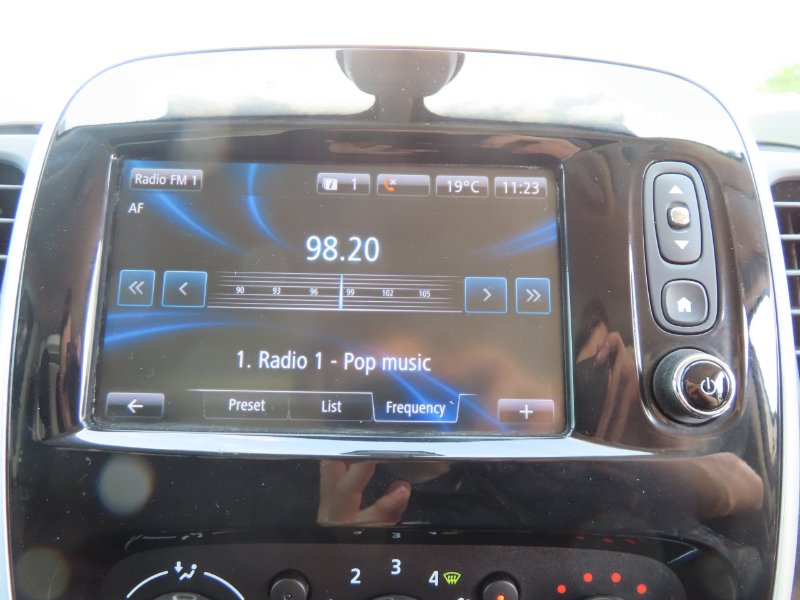 Radio FM 1 1 19°C 11:23
AF
98.20
90 93 96 99 102 105
1. Radio 1 - Pop music
Preset List Frequency +
2 3 4